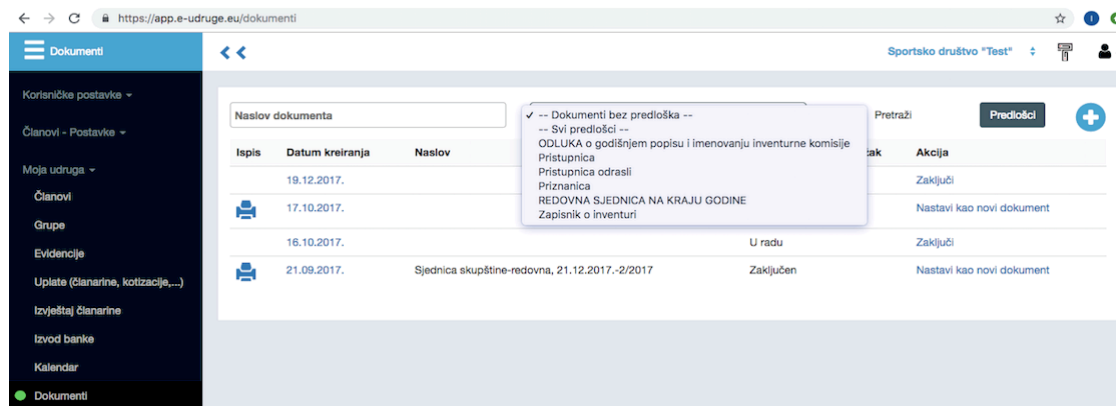 https://app.e-udruge.eu/dokumenti
Dokumenti
Sportsko društvo "Test"
Korisničke postavke
Članovi - Postavke
Moja udruga
Članovi
Grupe
Evidencije
Uplate (članarine, kotizacije,...)
Izvještaj članarine
Izvod banke
Kalendar
Dokumenti
Naslov dokumenta
✓ -- Dokumenti bez predloška --
-- Svi predlošci --
ODLUKA o godišnjem popisu i imenovanju inventurne komisije
Pristupnica
Pristupnica odrasli
Priznanica
REDOVNA SJEDNICA NA KRAJU GODINE
Zapisnik o inventuri
Pretraži
Predlošci
Ispis Datum kreiranja Naslov Akcija
19.12.2017. Zaključi
17.10.2017. Nastavi kao novi dokument
16.10.2017. U radu Zaključi
21.09.2017. Sjednica skupštine-redovna, 21.12.2017.-2/2017 Zaključen Nastavi kao novi dokument